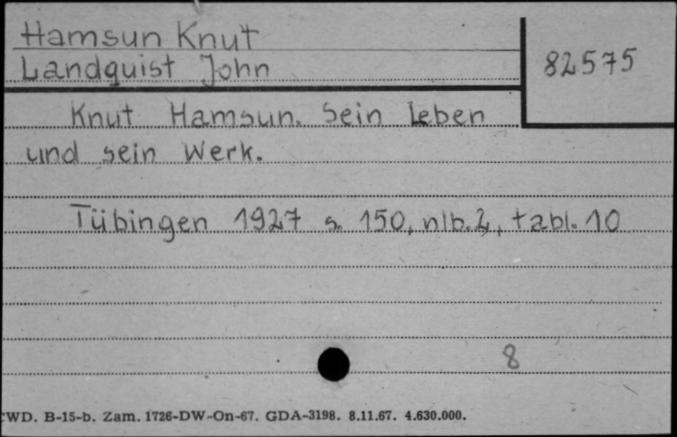 Hamsun Knut
Landquist John
82575
Knut Hamsun. Sein Leben
und sein Werk.
Tübingen 1927 s. 150, nlb. 2, tabl. 10
8
CWD. B-15-b. Zam. 1726-DW-On-67. GDA-3198. 8.11.67. 4.630.000.